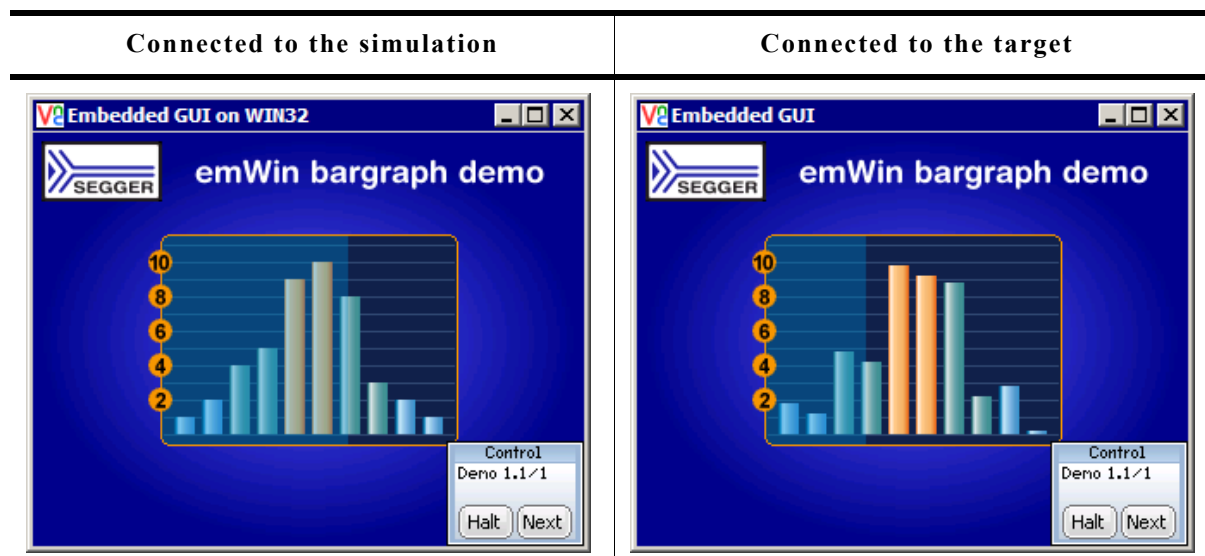 Connected to the simulation
Connected to the target
Embedded GUI on WIN32
SEGGER
emWin bargraph demo
10
8
6
4
2
Control
Demo 1.1/1
Halt Next
Embedded GUI
SEGGER
emWin bargraph demo
10
8
6
4
2
Control
Demo 1.1/1
Halt Next